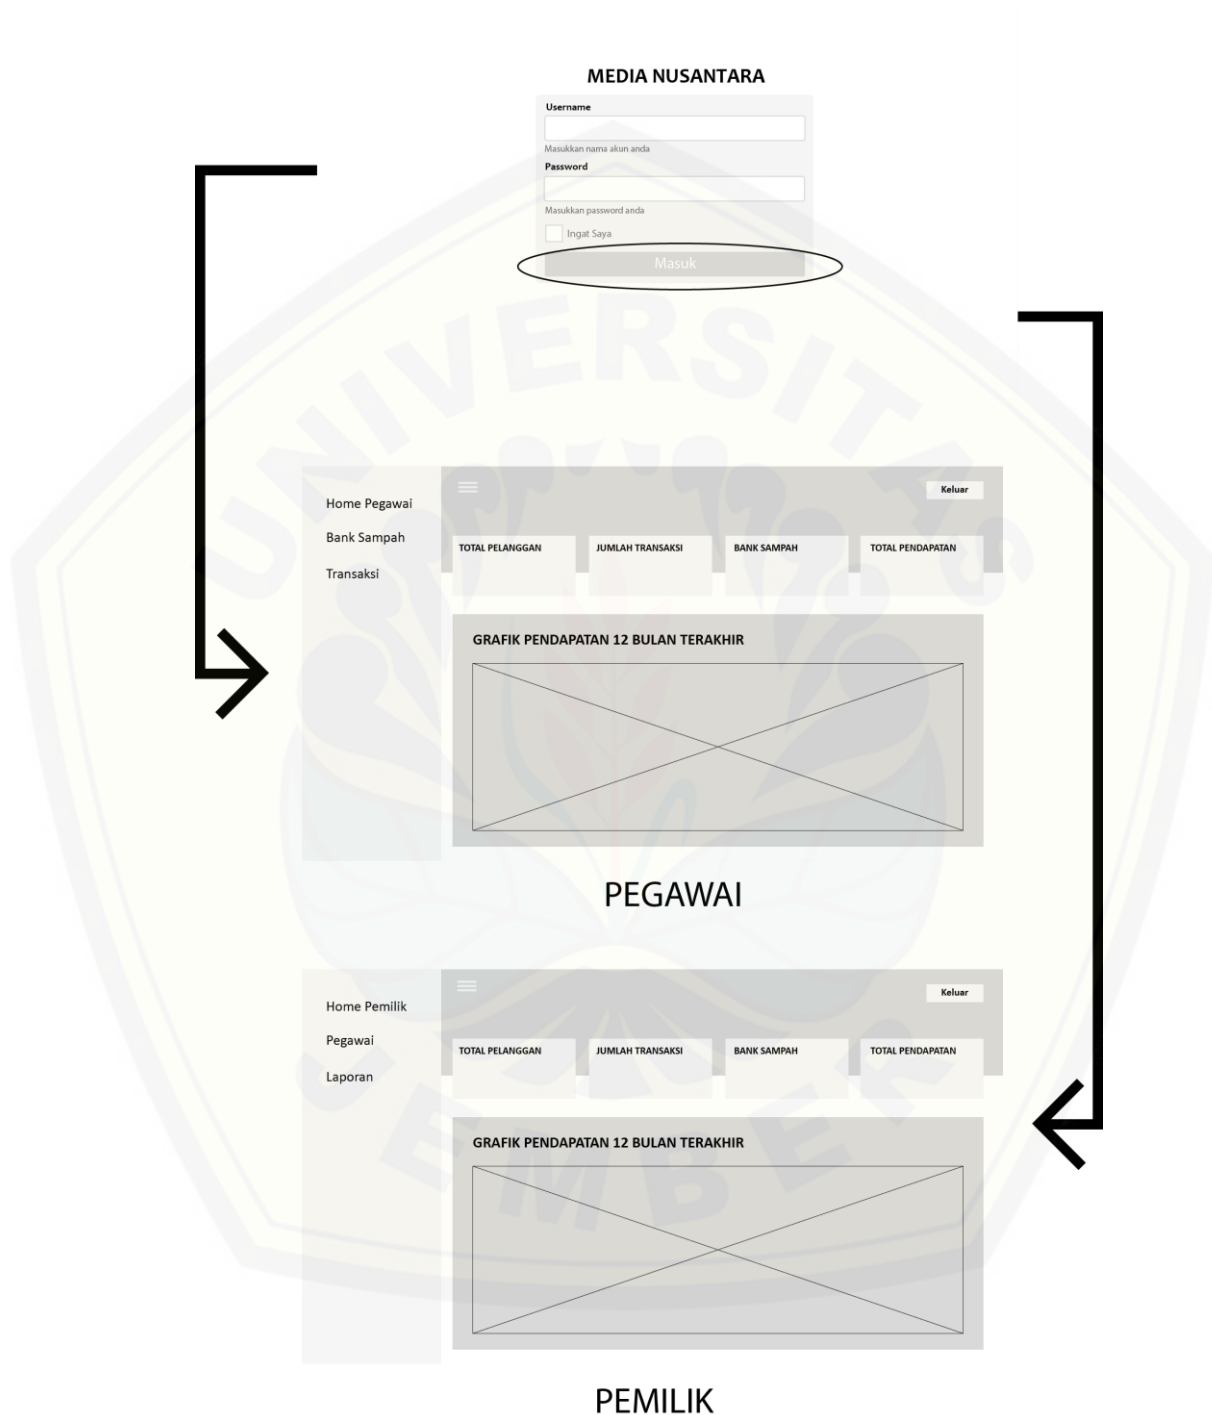 MEDIA NUSANTARA
Username
Masukkan nama akun anda
Password
Masukkan password anda
Ingat Saya
Masuk
UNIVERSITAS
Home Pegawai
Bank Sampah
Transaksi
Keluar
TOTAL PELANGGAN
JUMLAH TRANSAKSI
BANK SAMPAH
TOTAL PENDAPATAN
GRAFIK PENDAPATAN 12 BULAN TERAKHIR
PEGAWAI
Home Pemilik
Pegawai
Laporan
Keluar
TOTAL PELANGGAN
JUMLAH TRANSAKSI
BANK SAMPAH
TOTAL PENDAPATAN
GRAFIK PENDAPATAN 12 BULAN TERAKHIR
JEMBER
PEMILIK